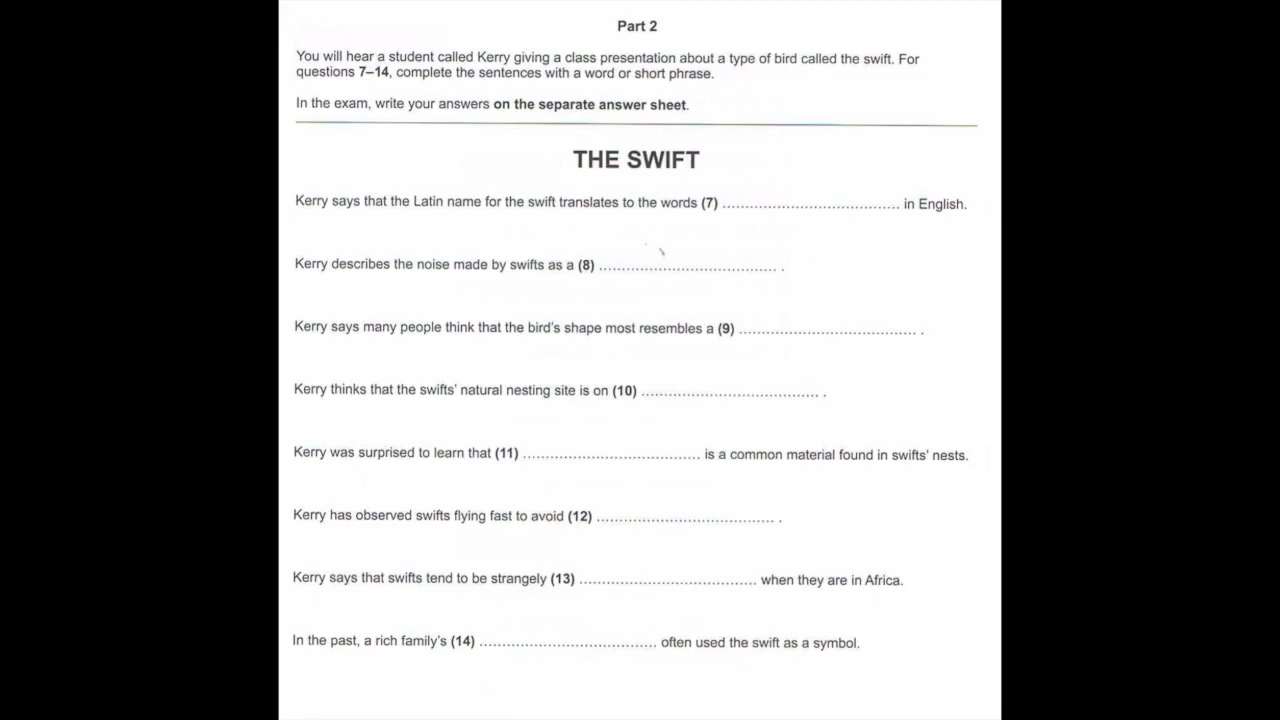 Part 2
You will hear a student called Kerry giving a class presentation about a type of bird called the swift. For
questions 7–14, complete the sentences with a word or short phrase.
In the exam, write your answers on the separate answer sheet.
THE SWIFT
Kerry says that the Latin name for the swift translates to the words (7) ........................................ in English.
Kerry describes the noise made by swifts as a (8) ........................................ .
Kerry says many people think that the bird's shape most resembles a (9) ........................................ .
Kerry thinks that the swifts' natural nesting site is on (10) ........................................ .
Kerry was surprised to learn that (11) ........................................ is a common material found in swifts' nests.
Kerry has observed swifts flying fast to avoid (12) ........................................ .
Kerry says that swifts tend to be strangely (13) ........................................ when they are in Africa.
In the past, a rich family's (14) ........................................ often used the swift as a symbol.